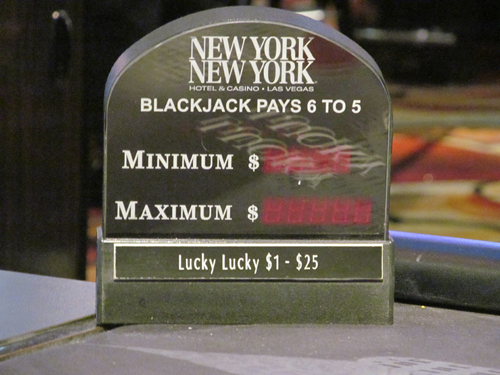 NEW YORK
NEW YORK
HOTEL & CASINO • LAS VEGAS
BLACKJACK PAYS 6 TO 5
MINIMUM $
MAXIMUM $
Lucky Lucky $1 - $25